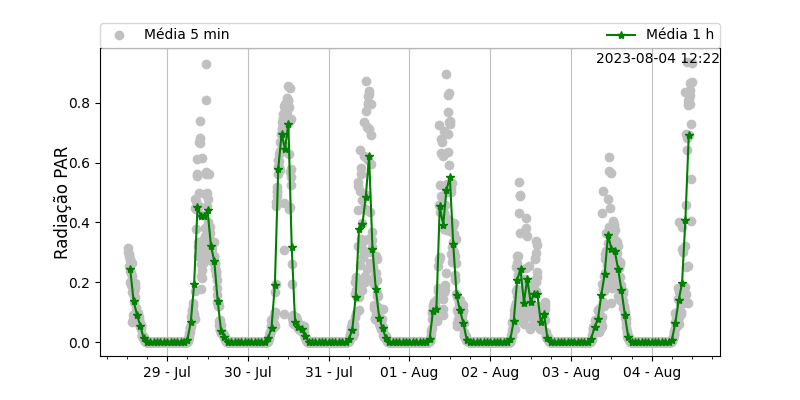 Média 5 min
Média 1 h
2023-08-04 12:22
Radiação PAR
0.8
0.6
0.4
0.2
0.0
29 - Jul
30 - Jul
31 - Jul
01 - Aug
02 - Aug
03 - Aug
04 - Aug